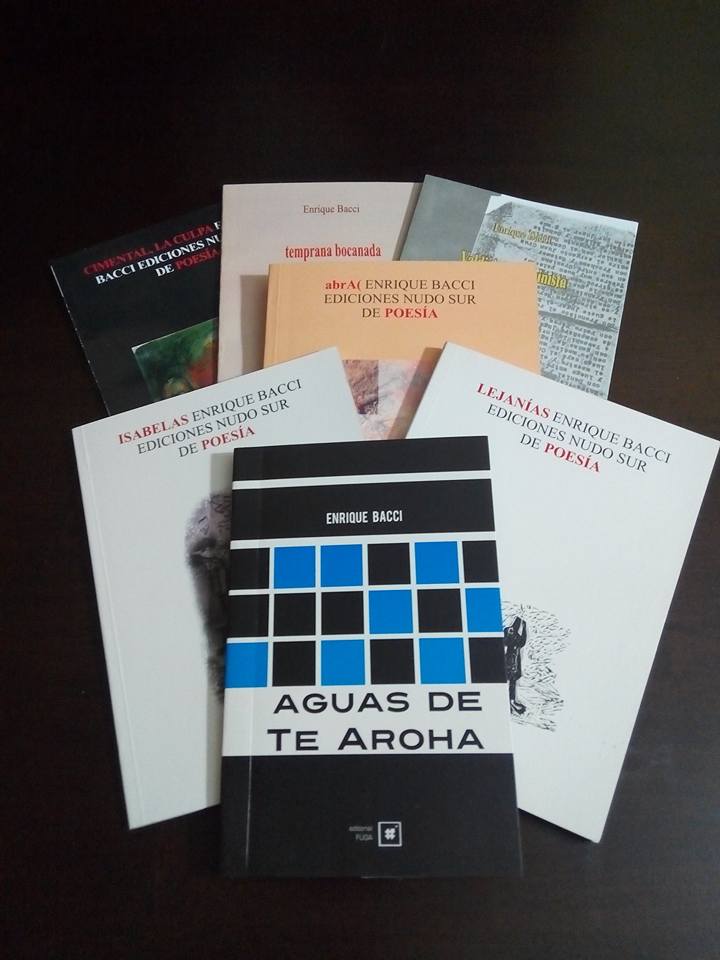 CIMENTAL, LA CULPA E
BACCI EDICIONES NU
DE POESÍA
Enrique Bacci
temprana bocanada
Enrique
abrA( ENRIQUE BACCI
EDICIONES NUDO SUR
DE POESÍA
ISABELAS ENRIQUE BACCI
EDICIONES NUDO SUR
DE POESÍA
LEJANÍAS ENRIQUE BACCI
EDICIONES NUDO SUR
DE POESÍA
ENRIQUE BACCI
AGUAS DE
TE AROHA
editorial
FUGA